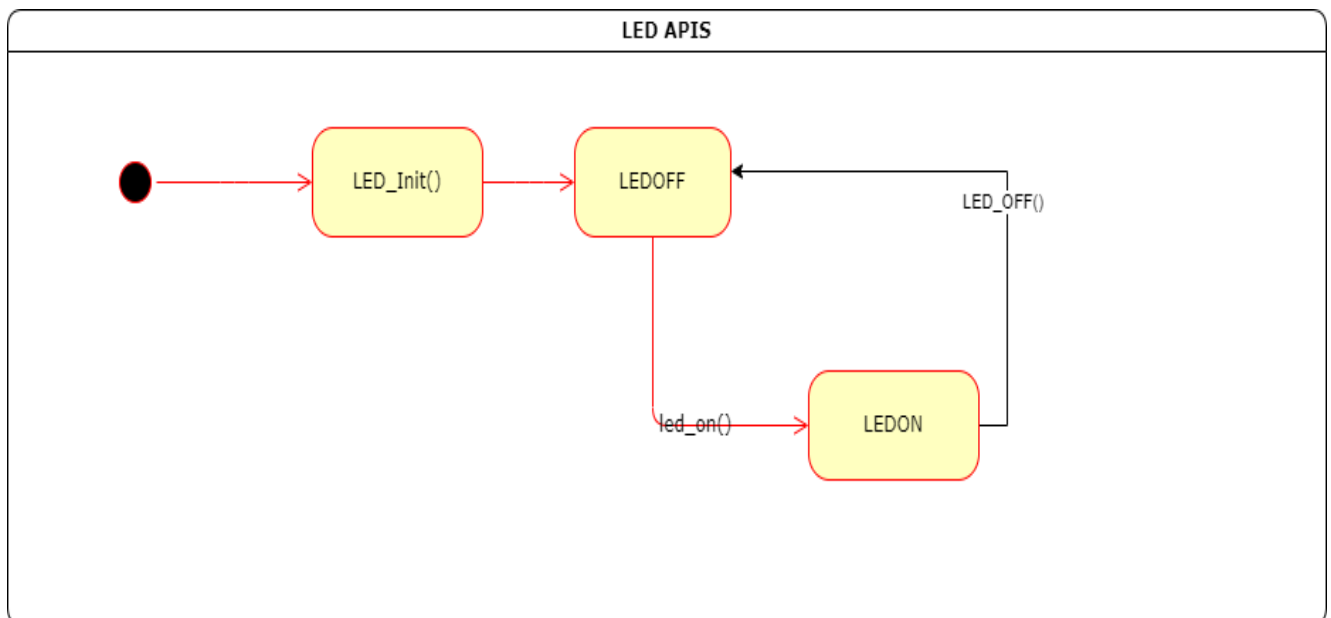 LED APIS
LED_Init()
LEDOFF
LED_OFF()
led_on()
LEDON